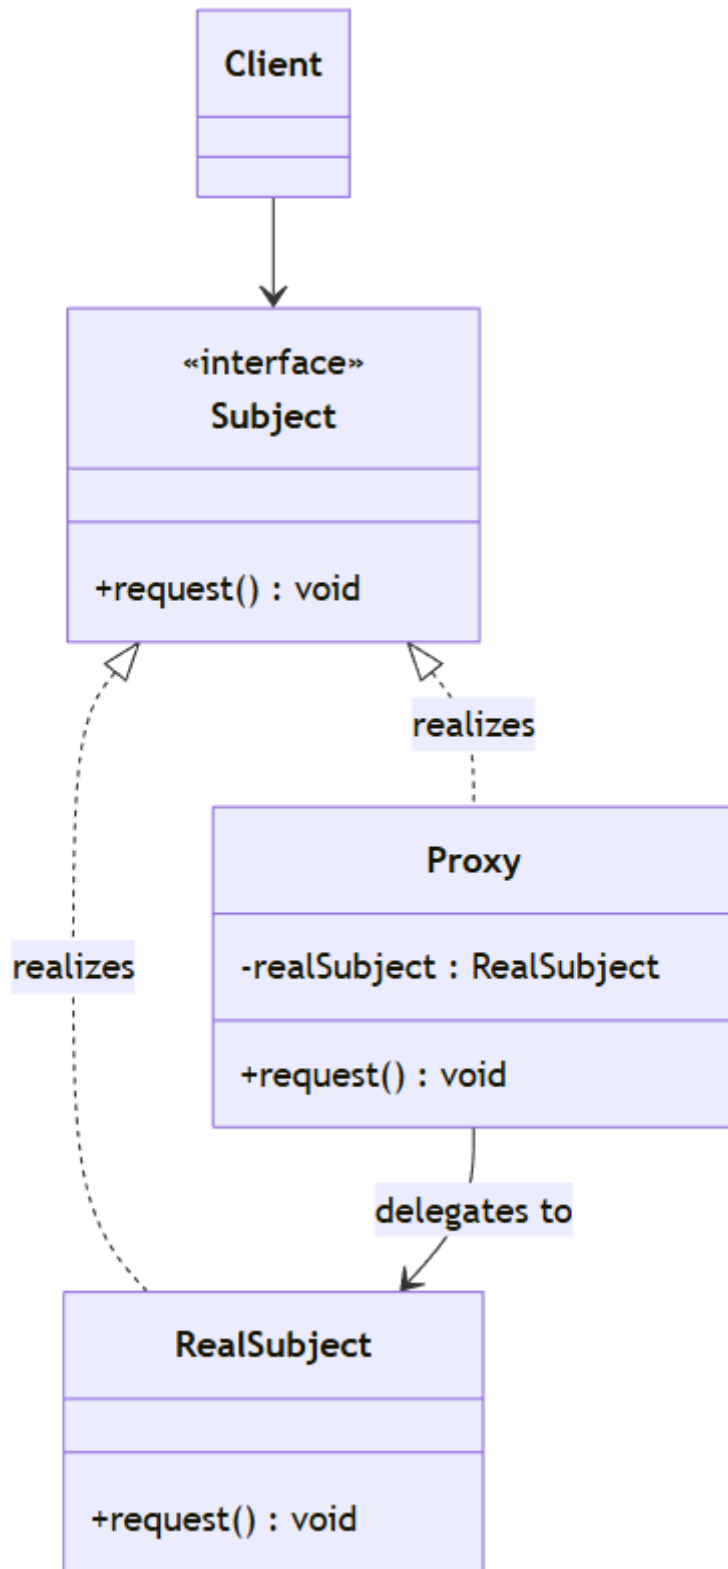 Client
«interface»
Subject
+request() : void
realizes
Proxy
-realSubject : RealSubject
+request() : void
realizes
delegates to
RealSubject
+request() : void